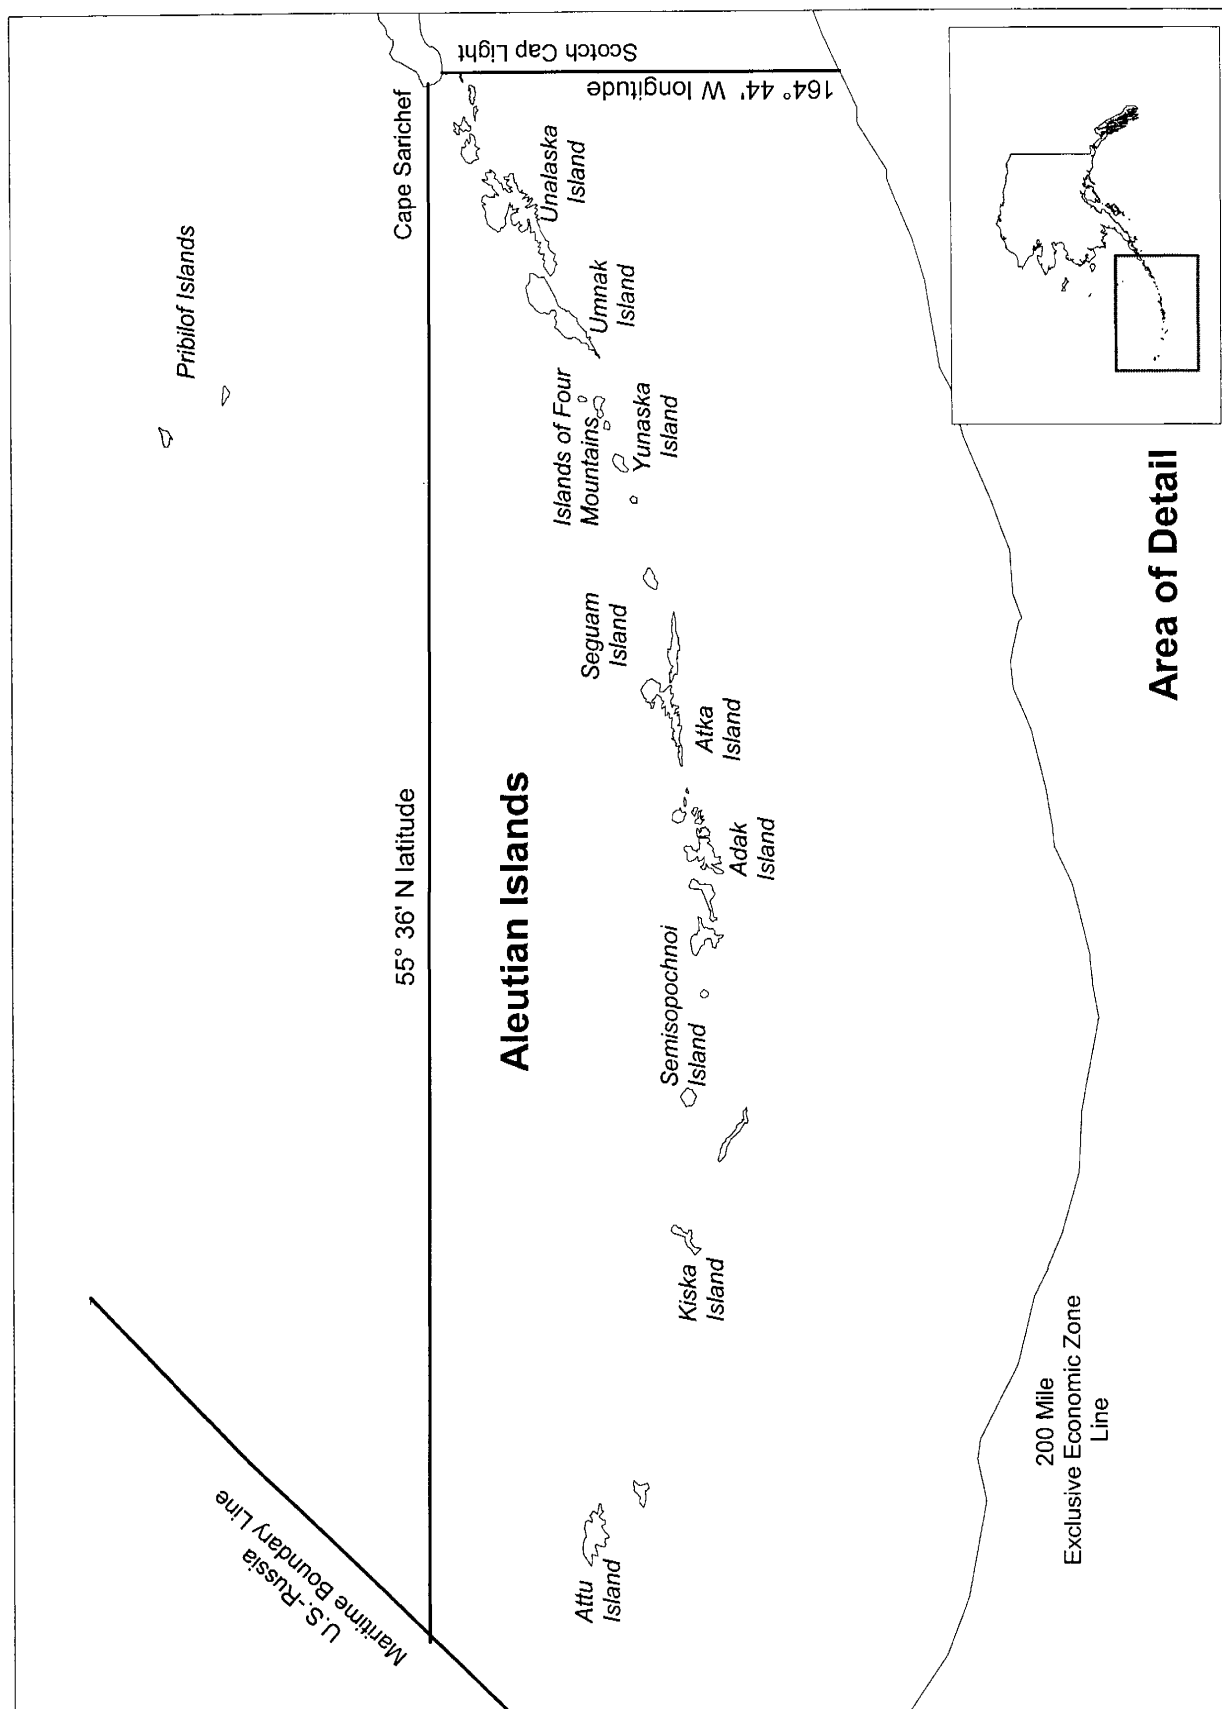 Pribilof Islands
Cape Sarichef
Scotch Cap Light
164° 44' W longitude
55° 36' N latitude
Aleutian Islands
Unalaska
Island
Umnak
Island
Islands of Four
Mountains
Yunaska
Island
Seguam
Island
Atka
Island
Adak
Island
Semisopochnoi
Island
Kiska
Island
Attu
Island
U.S.-Russia
Maritime Boundary Line
200 Mile
Exclusive Economic Zone
Line
Area of Detail